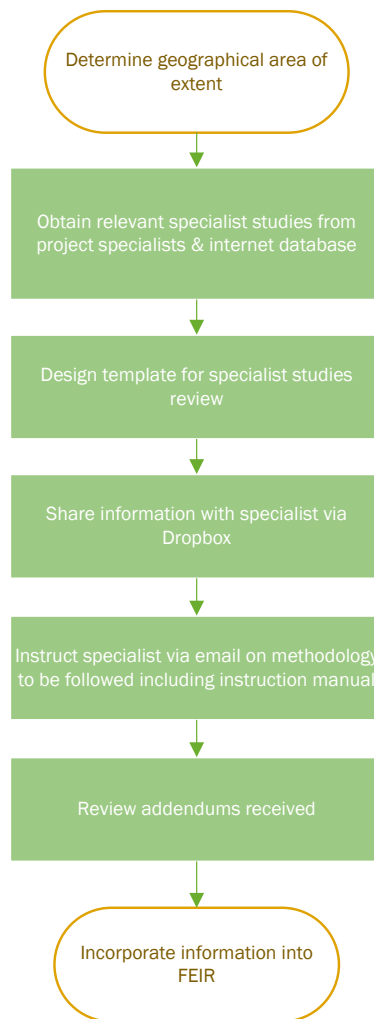 Determine geographical area of
extent
Obtain relevant specialist studies from
project specialists & internet database
Design template for specialist studies
review
Share information with specialist via
Dropbox
Instruct specialist via email on methodology
to be followed including instruction manual
Review addendums received
Incorporate information into
FEIR